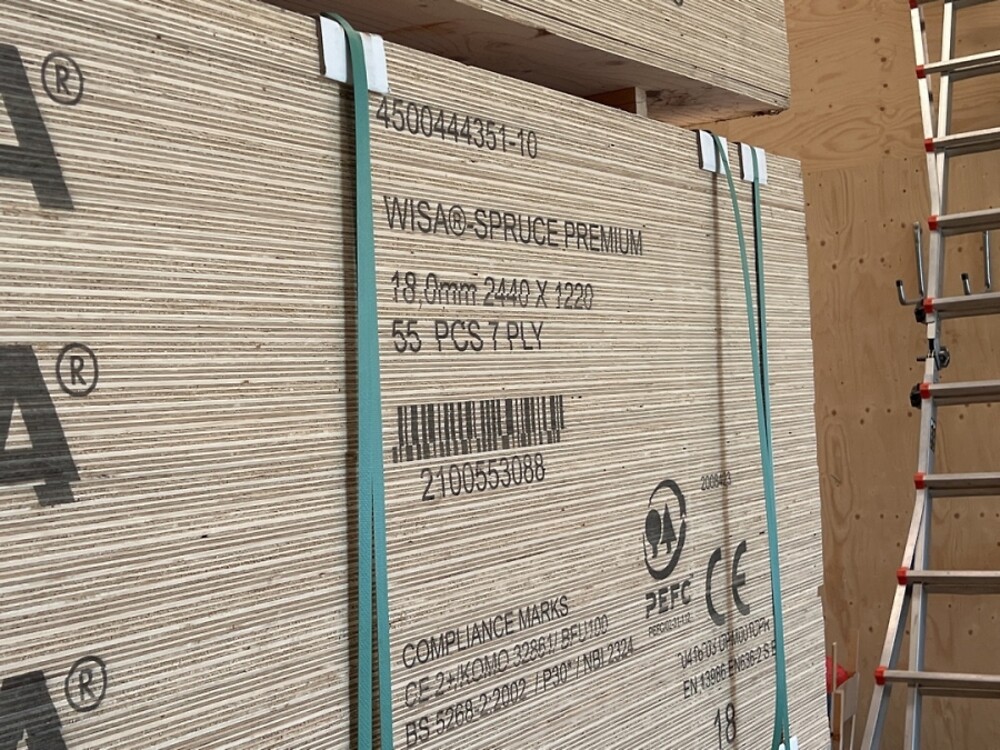 A®
4500444351-10
WISA®-SPRUCE PREMIUM
18,0mm 2440 X 1220
55 PCS 7 PLY
2100553088
A®
PEFC
CE
COMPLIANCE MARKS
CE 2+/KOMO 32861/ BFU100
BS 5268-2:2002 / P30* / NBI 2324
EN 13986 EN636-2 S
18
A®